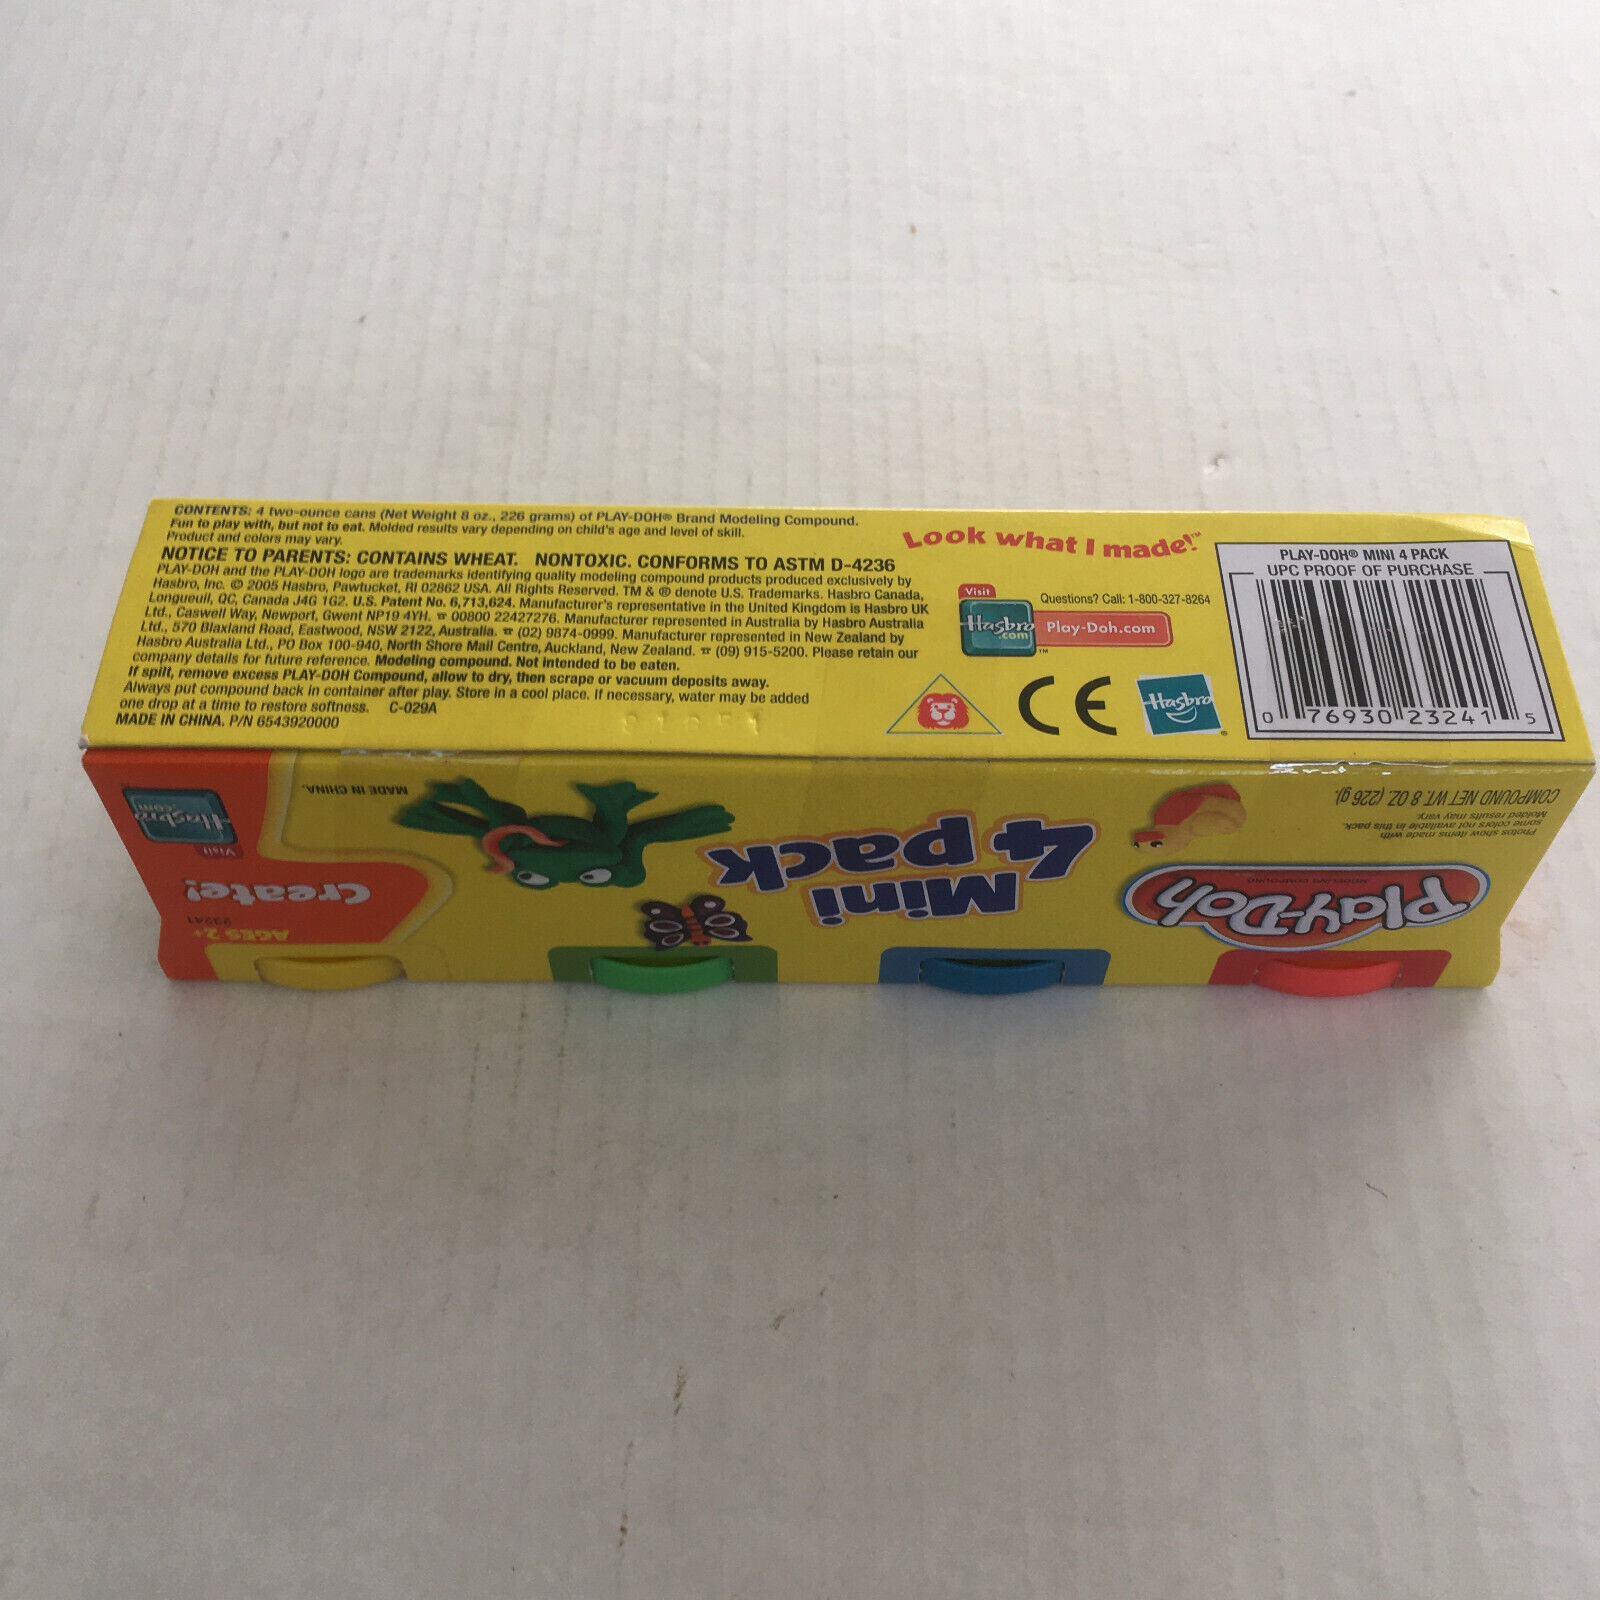 CONTENTS: 4 two-ounce cans (Net Weight 8 oz., 226 grams) of PLAY-DOH® Brand Modeling Compound.
Fun to play with, but not to eat. Molded results vary depending on child's age and level of skill.
Product and colors may vary.
NOTICE TO PARENTS: CONTAINS WHEAT. NONTOXIC. CONFORMS TO ASTM D-4236
PLAY-DOH and the PLAY-DOH logo are trademarks identifying quality modeling compound products produced exclusively by
Hasbro, Inc. © 2005 Hasbro, Pawtucket, RI 02862 USA. All Rights Reserved. TM & ® denote U.S. Trademarks. Hasbro Canada,
Longueuil, QC, Canada J4G 1G2. U.S. Patent No. 6,713,624. Manufacturer's representative in the United Kingdom is Hasbro UK
Ltd., Caswell Way, Newport, Gwent NP19 4YH. ☎ 00800 22427276. Manufacturer represented in Australia by Hasbro Australia
Ltd., 570 Blaxland Road, Eastwood, NSW 2122, Australia. ☎ (02) 9874-0999. Manufacturer represented in New Zealand by
Hasbro Australia Ltd., PO Box 100-940, North Shore Mail Centre, Auckland, New Zealand. ☎ (09) 915-5200. Please retain our
company details for future reference. Modeling compound. Not intended to be eaten.
If spilt, remove excess PLAY-DOH Compound, allow to dry, then scrape or vacuum deposits away.
Always put compound back in container after play. Store in a cool place. If necessary, water may be added
one drop at a time to restore softness. C-029A
MADE IN CHINA. P/N 6543920000
Look what I made!™
Visit
Hasbro
.com
™
Play-Doh.com
Questions? Call: 1-800-327-8264
CE
Hasbro
®
PLAY-DOH® MINI 4 PACK
UPC PROOF OF PURCHASE
0 76930 23241 5
Play-Doh
MODELING COMPOUND
Photos show items made with
some colors not available in this pack.
Molded results may vary.
COMPOUND NET WT. 8 OZ. (226 g).
Mini
4 pack
MADE IN CHINA.
AGES 2+
23241
Create!
Visit
Hasbro
.com